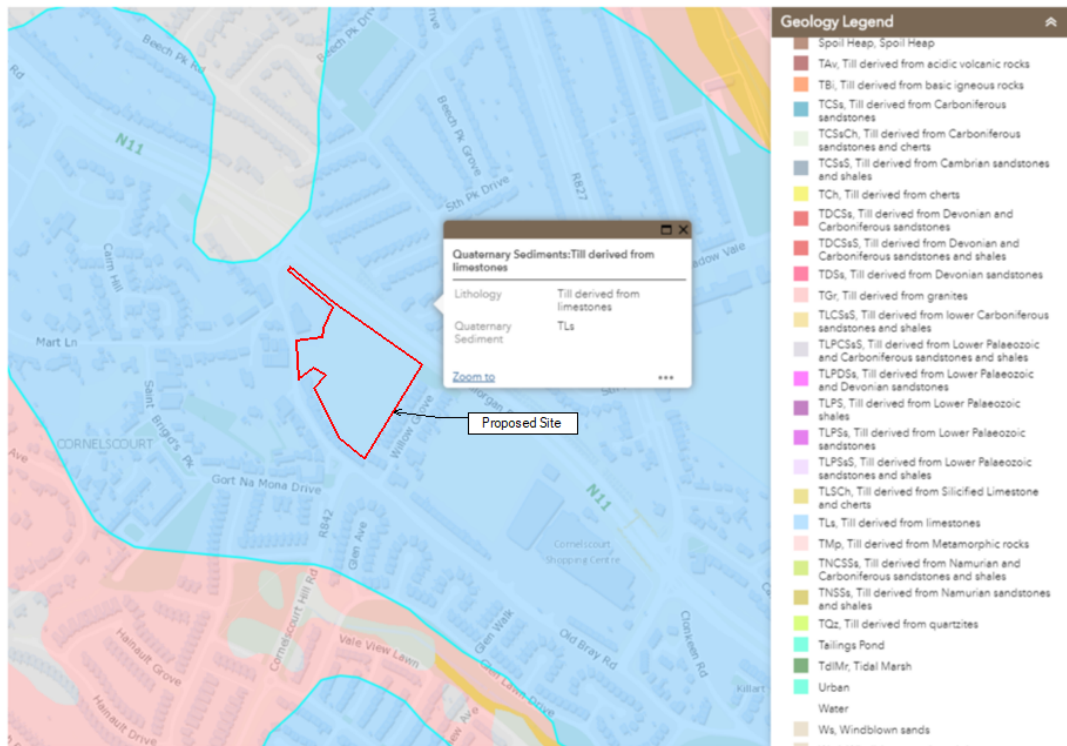 Beech Pk Rd
Beech Pk Drive
Rd
N11
Beech Pk Grove
R827
Sth Pk Drive
Cairn Hill
Mart Ln
Saint Brigid's Pk
CORNELSCOURT
Ave
Gort Na Mona Drive
R842
Glen Ave
Willow Grove
N11
Cornelscourt
Shopping Centre
Cornelscourt Hill Rd
Hainault Grove
Hainault Drive
Vale View Lawn
Glen Walk
Glen Lawn Drive
Old Bray Rd
Clonkeen Rd
Killart
Quaternary Sediments:Till derived from
limestones
Lithology Till derived from
limestones
Quaternary TLs
Sediment
Zoom to
Proposed Site
Geology Legend
Spoil Heap, Spoil Heap
TAv, Till derived from acidic volcanic rocks
TBi, Till derived from basic igneous rocks
TCSs, Till derived from Carboniferous
sandstones
TCSsCh, Till derived from Carboniferous
sandstones and cherts
TCSsS, Till derived from Cambrian sandstones
and shales
TCh, Till derived from cherts
TDCSs, Till derived from Devonian and
Carboniferous sandstones
TDCSsS, Till derived from Devonian and
Carboniferous sandstones and shales
TDSs, Till derived from Devonian sandstones
TGr, Till derived from granites
TLCSsS, Till derived from lower Carboniferous
sandstones and shales
TLPCSsS, Till derived from Lower Palaeozoic
and Carboniferous sandstones and shales
TLPDSs, Till derived from Lower Palaeozoic
and Devonian sandstones
TLPS, Till derived from Lower Palaeozoic
shales
TLPSs, Till derived from Lower Palaeozoic
sandstones
TLPSsS, Till derived from Lower Palaeozoic
sandstones and shales
TLSCh, Till derived from Silicified Limestone
and cherts
TLs, Till derived from limestones
TMp, Till derived from Metamorphic rocks
TNCSSs, Till derived from Namurian and
Carboniferous sandstones and shales
TNSSs, Till derived from Namurian sandstones
and shales
TQz, Till derived from quartzites
Tailings Pond
TdlMr, Tidal Marsh
Urban
Water
Ws, Windblown sands